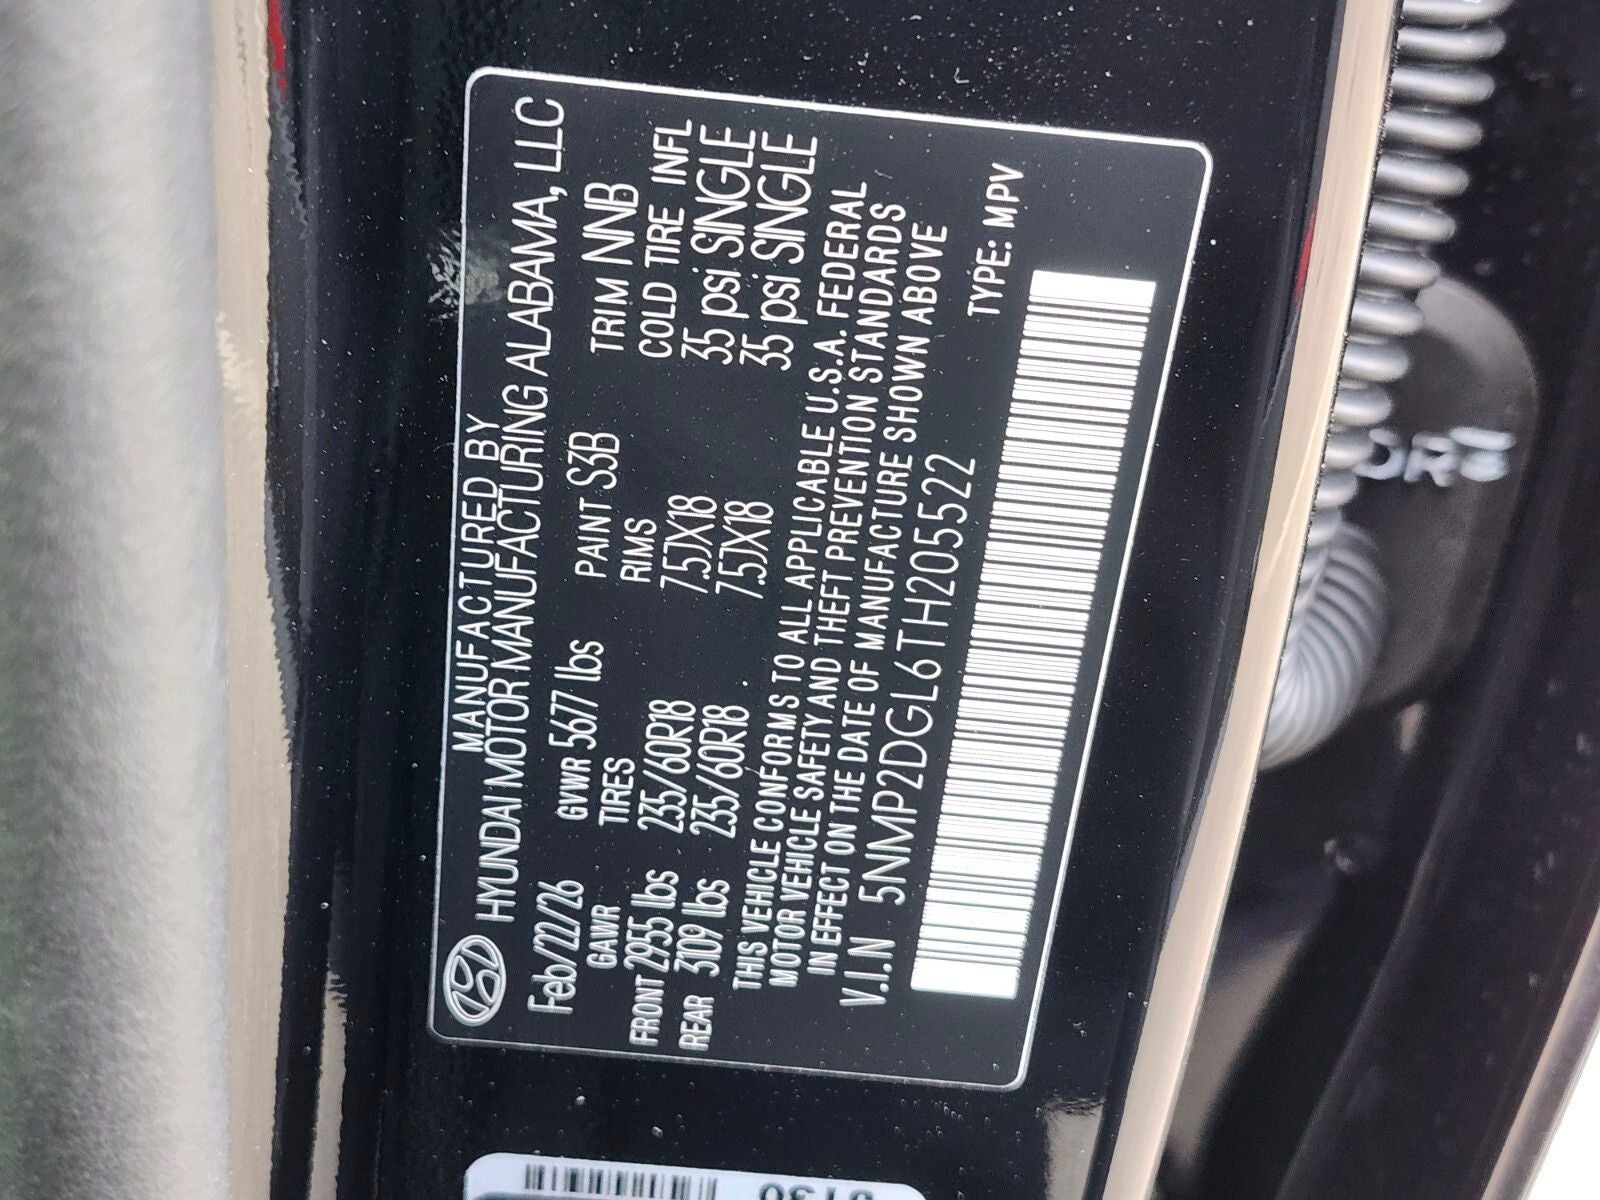 MANUFACTURED BY
HYUNDAI MOTOR MANUFACTURING ALABAMA, LLC
Feb/22/26 GVWR 5677 lbs PAINT S3B TRIM NNB
GAWR TIRES RIMS COLD TIRE INFL
FRONT 2955 lbs 235/60R18 7.5JX18 35 psi SINGLE
REAR 3109 lbs 235/60R18 7.5JX18 35 psi SINGLE
THIS VEHICLE CONFORMS TO ALL APPLICABLE U.S.A. FEDERAL
MOTOR VEHICLE SAFETY AND THEFT PREVENTION STANDARDS
IN EFFECT ON THE DATE OF MANUFACTURE SHOWN ABOVE
V.I.N 5NMP2DGL6TH205522 TYPE: MPV